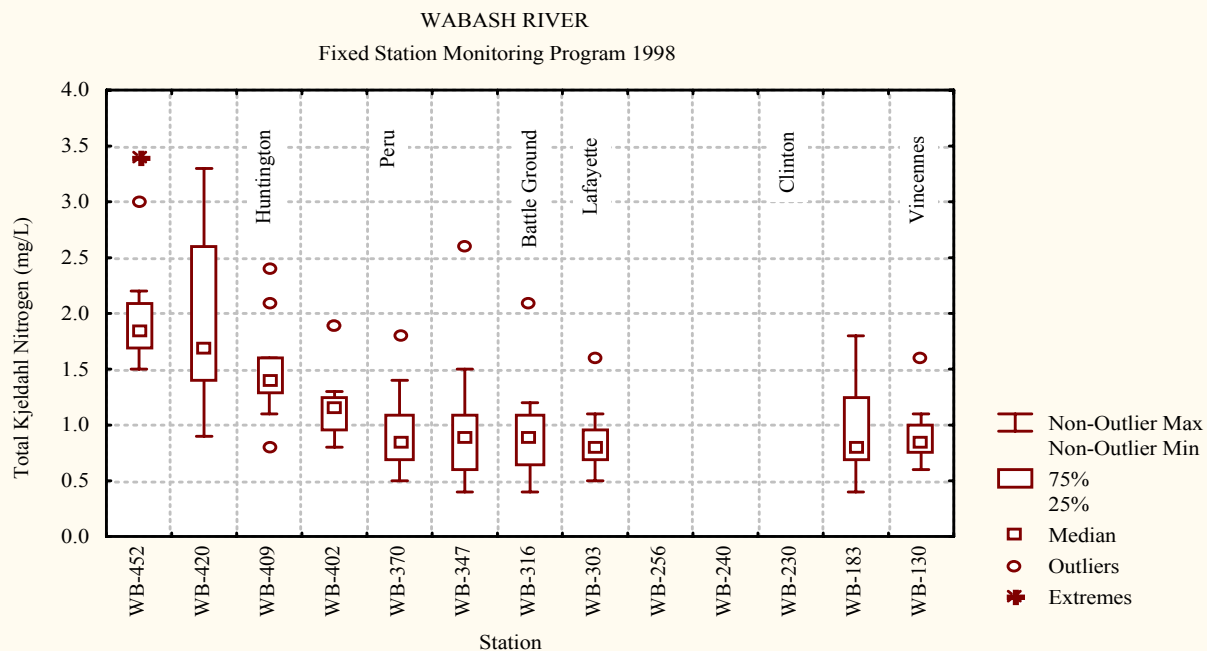 WABASH RIVER
Fixed Station Monitoring Program 1998
Total Kjeldahl Nitrogen (mg/L)
4.0
3.5
3.0
2.5
2.0
1.5
1.0
0.5
0.0
Huntington
Peru
Battle Ground
Lafayette
Clinton
Vincennes
WB-452
WB-420
WB-409
WB-402
WB-370
WB-347
WB-316
WB-303
WB-256
WB-240
WB-230
WB-183
WB-130
Station
Non-Outlier Max
Non-Outlier Min
75%
25%
Median
Outliers
Extremes